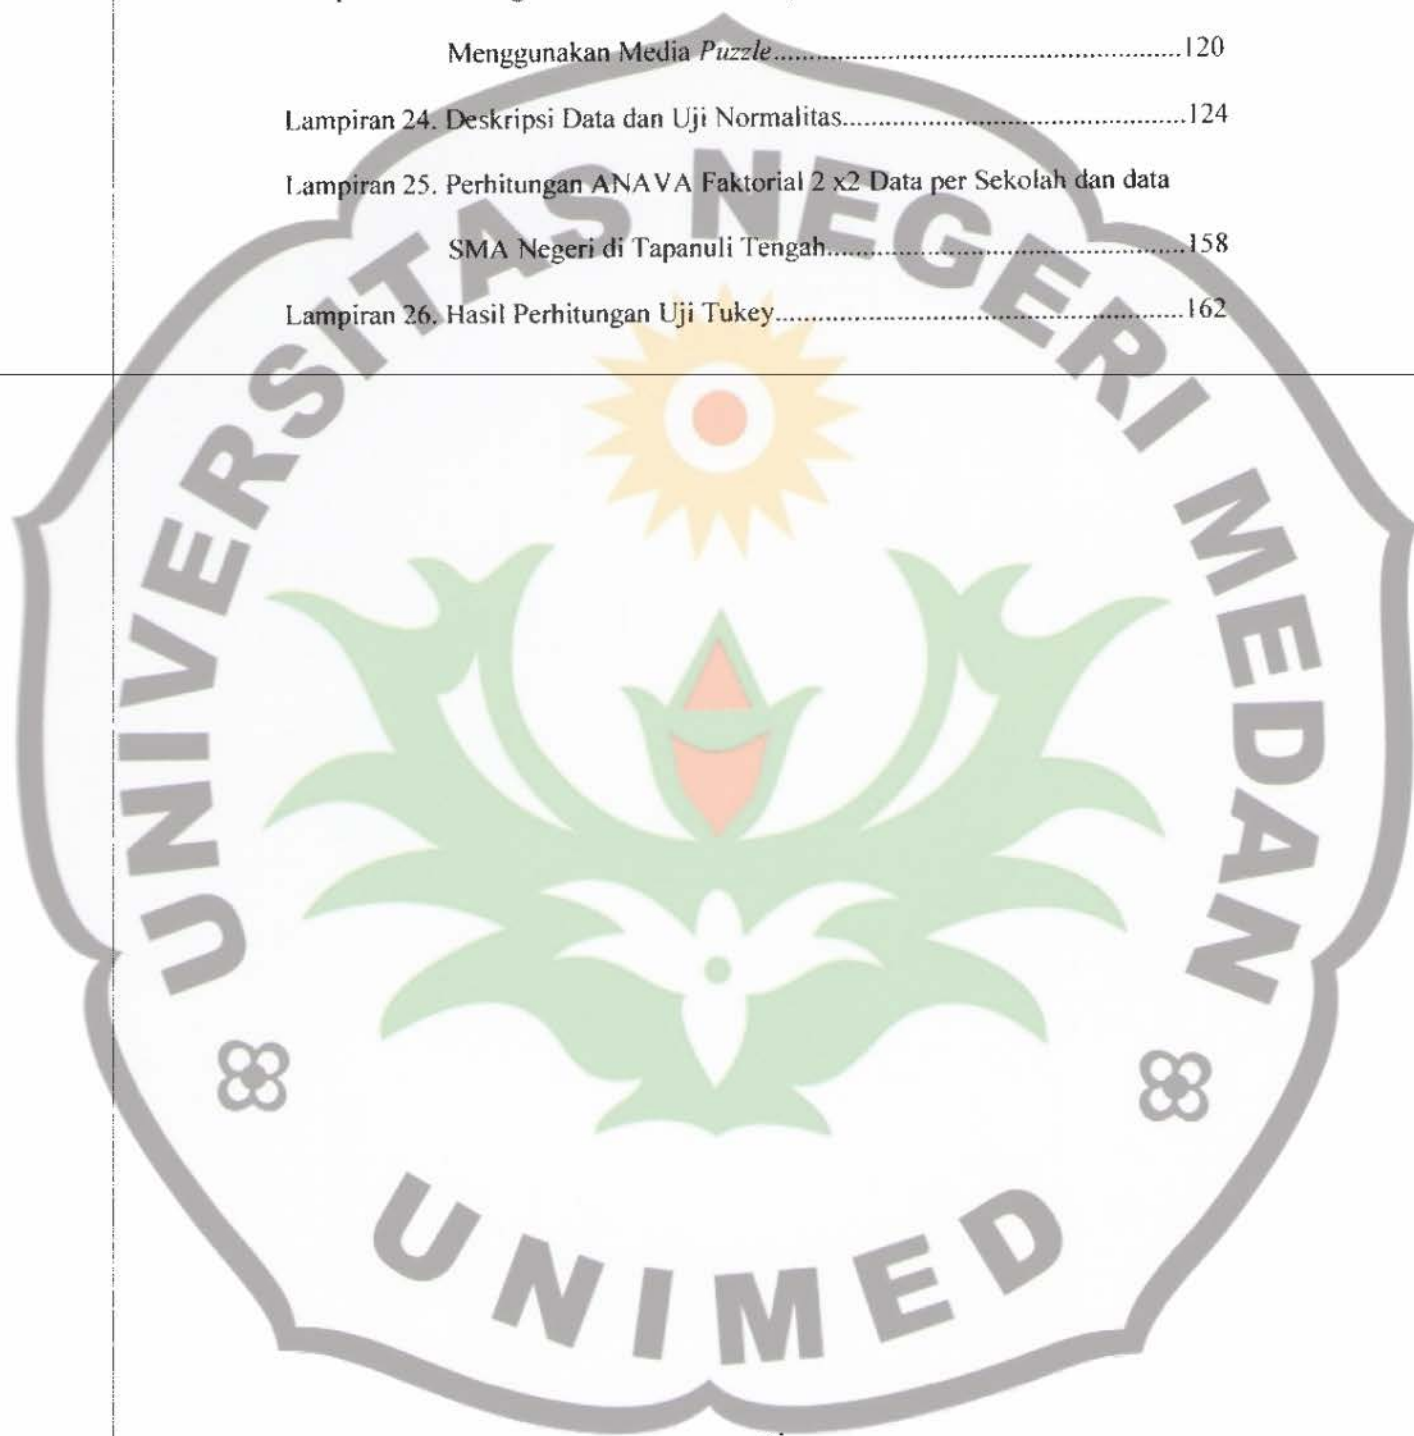 Menggunakan Media Puzzle..................................................120
Lampiran 24. Deskripsi Data dan Uji Normalitas..........................................124
Lampiran 25. Perhitungan ANAVA Faktorial 2 x2 Data per Sekolah dan data
SMA Negeri di Tapanuli Tengah............................................158
Lampiran 26. Hasil Perhitungan Uji Tukey..................................................162
UNIVERSITAS NEGERI MEDAN
UNIMED